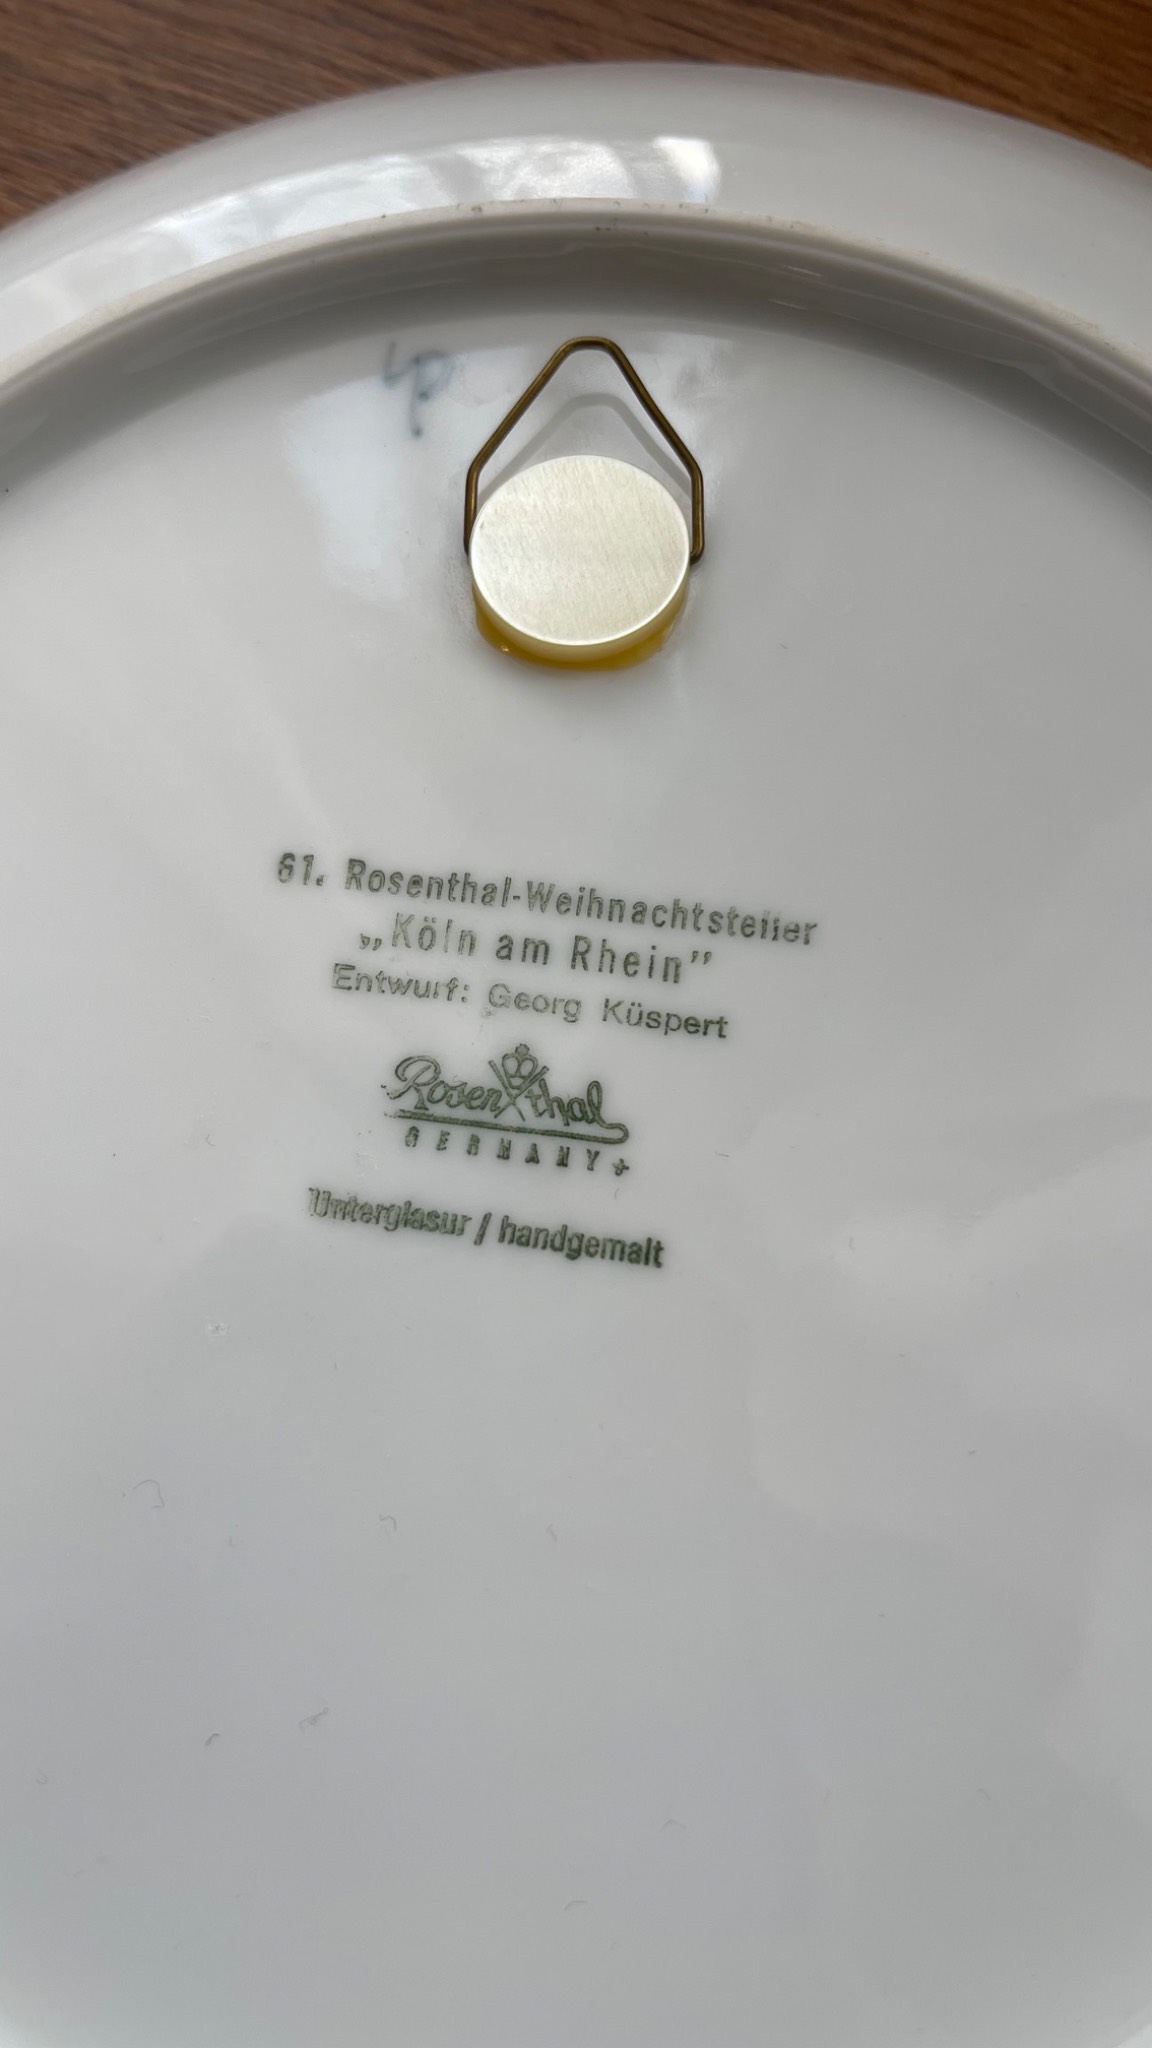 61. Rosenthal-Weihnachtsteller
„Köln am Rhein”
Entwurf: Georg Küspert
Rosenthal
GERMANY
Unterglasur / handgemalt